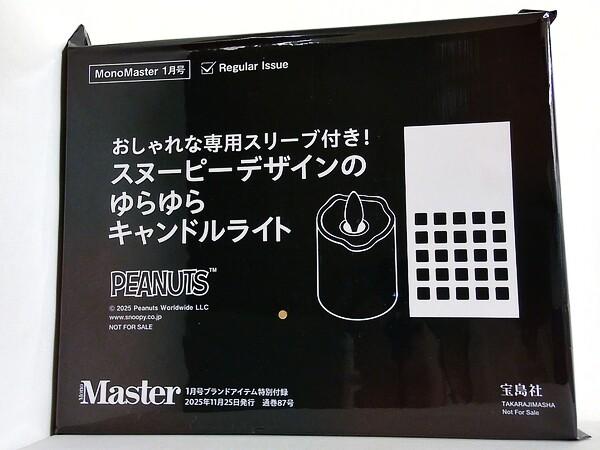 MonoMaster 1月号 Regular Issue
おしゃれな専用スリーブ付き!
スヌーピーデザインの
ゆらゆら
キャンドルライト
PEANUTS™
© 2025 Peanuts Worldwide LLC
www.snoopy.co.jp
NOT FOR SALE
MonoMaster 1月号ブランドアイテム特別付録
2025年11月25日発行 通巻87号
宝島社
TAKARAJIMASHA
Not For Sale